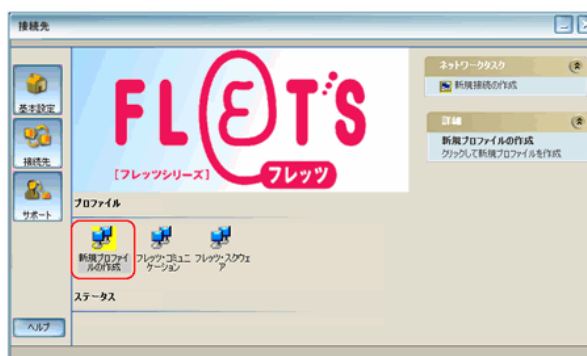 接続先
基本設定
接続先
サポート
ヘルプ
FLET'S
[フレッツシリーズ]
フレッツ
プロファイル
新規プロファイ
ルの作成
フレッツ・コミュニ
ケーション
フレッツ・スクウェ
ア
ステータス
ネットワークタスク
新規接続の作成
詳細
新規プロファイルの作成
クリックして新規プロファイルを作成